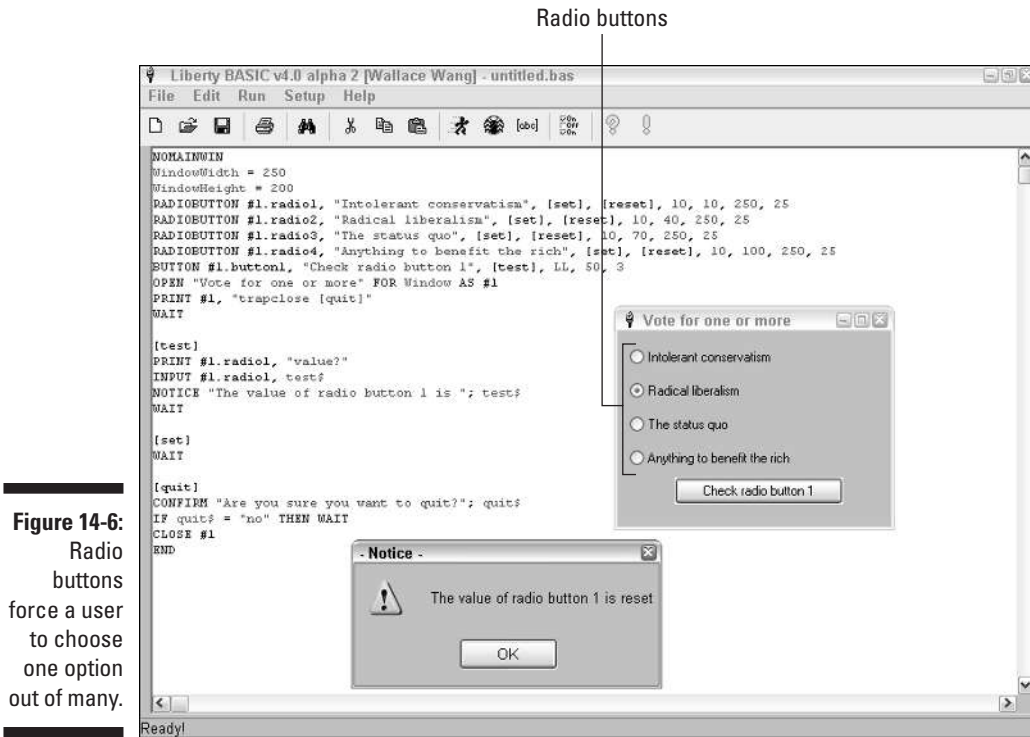 Radio buttons
Liberty BASIC v4.0 alpha 2 [Wallace Wang] - untitled.bas
File Edit Run Setup Help
[abc]
On
Off
On
NOMAINWIN
WindowWidth = 250
WindowHeight = 200
RADIOBUTTON #1.radio1, "Intolerant conservatism", [set], [reset], 10, 10, 250, 25
RADIOBUTTON #1.radio2, "Radical liberalism", [set], [reset], 10, 40, 250, 25
RADIOBUTTON #1.radio3, "The status quo", [set], [reset], 10, 70, 250, 25
RADIOBUTTON #1.radio4, "Anything to benefit the rich", [set], [reset], 10, 100, 250, 25
BUTTON #1.button1, "Check radio button 1", [test], LL, 50, 3
OPEN "Vote for one or more" FOR Window AS #1
PRINT #1, "trapclose [quit]"
WAIT
[test]
PRINT #1.radio1, "value?"
INPUT #1.radio1, test$
NOTICE "The value of radio button 1 is "; test$
WAIT
[set]
WAIT
[quit]
CONFIRM "Are you sure you want to quit?"; quit$
IF quit$ = "no" THEN WAIT
CLOSE #1
END
Vote for one or more
Intolerant conservatism
Radical liberalism
The status quo
Anything to benefit the rich
Check radio button 1
- Notice -
The value of radio button 1 is reset
OK
Ready!
Figure 14-6:
Radio
buttons
force a user
to choose
one option
out of many.